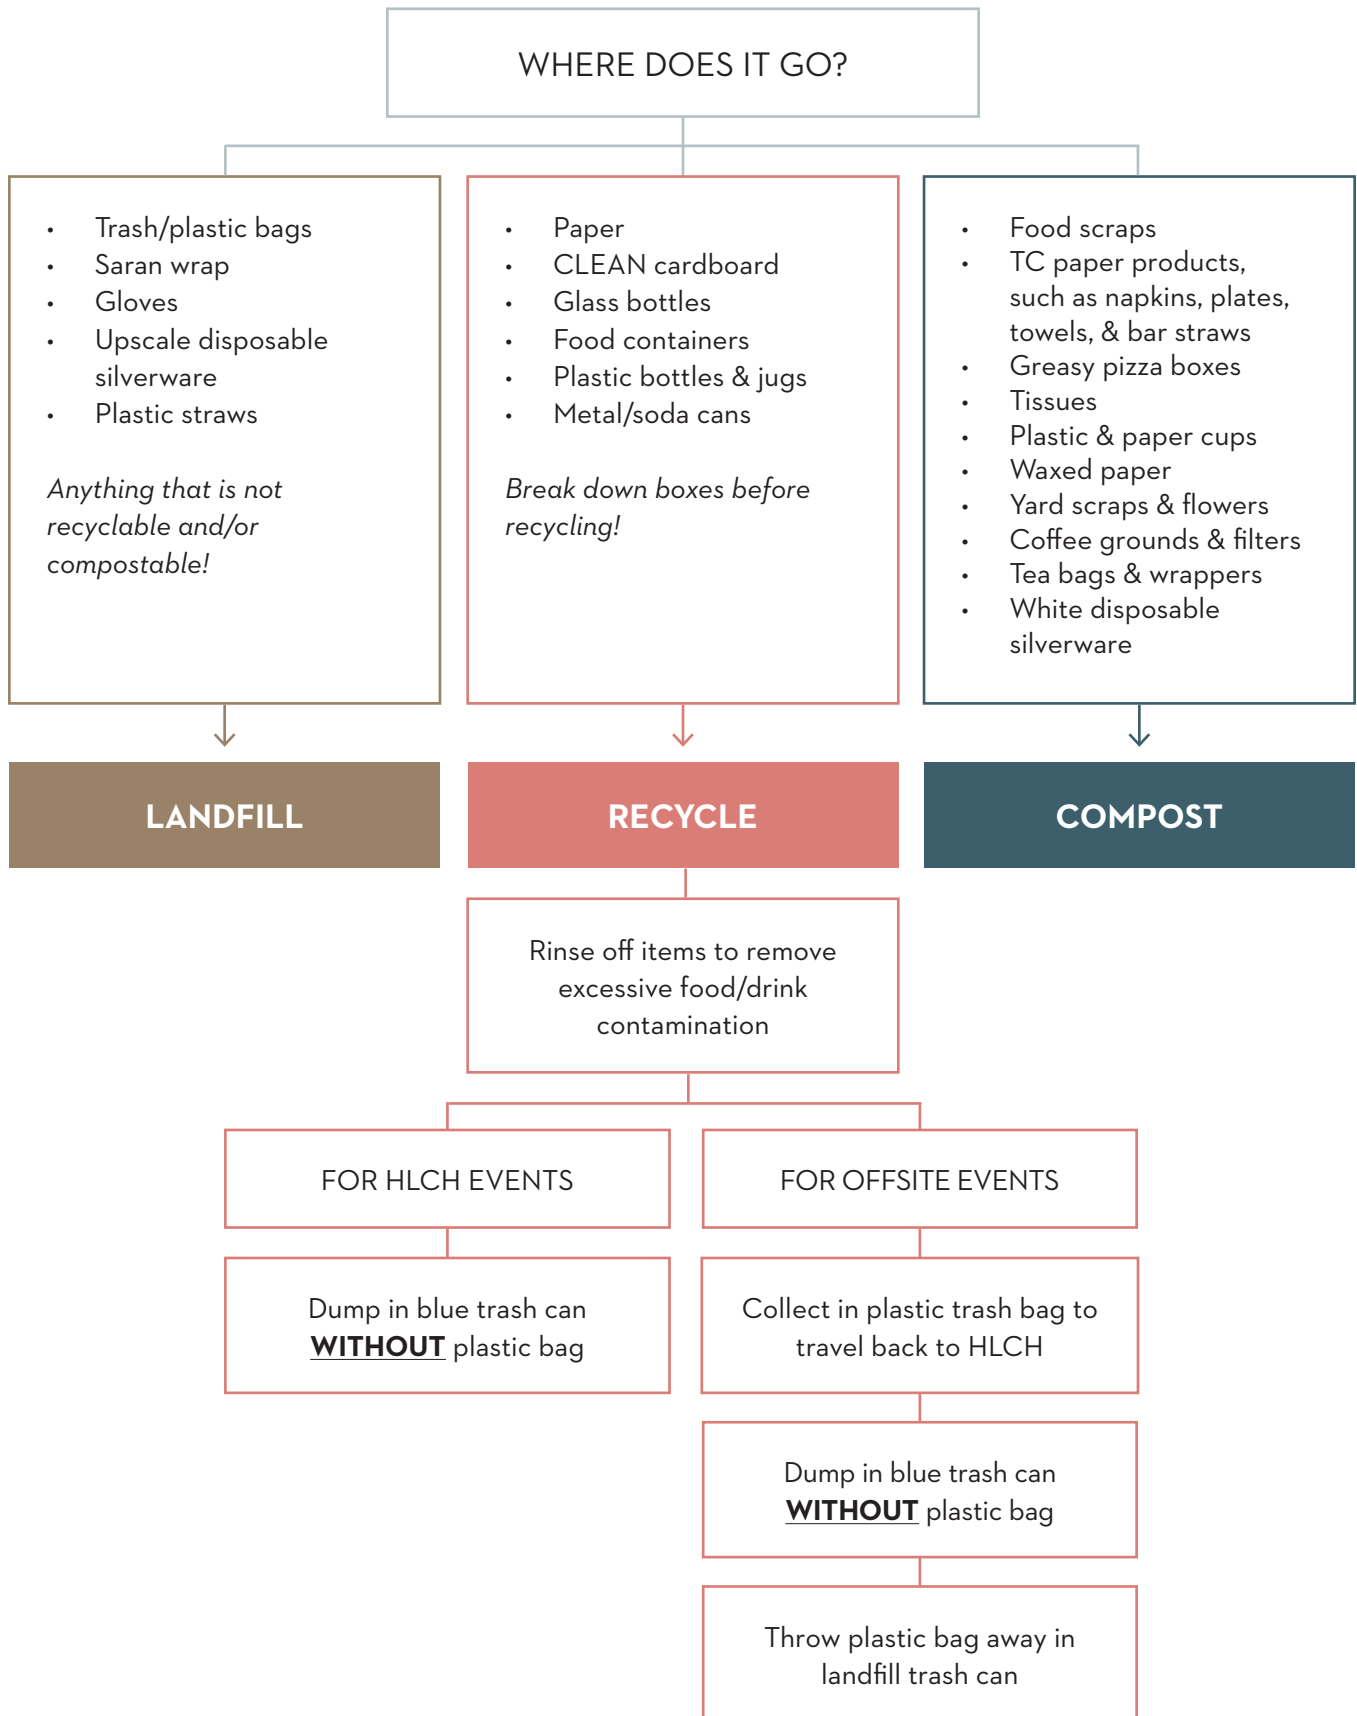 WHERE DOES IT GO?
• Trash/plastic bags
• Saran wrap
• Gloves
• Upscale disposable
silverware
• Plastic straws
Anything that is not
recyclable and/or
compostable!
LANDFILL
• Paper
• CLEAN cardboard
• Glass bottles
• Food containers
• Plastic bottles & jugs
• Metal/soda cans
Break down boxes before
recycling!
RECYCLE
• Food scraps
• TC paper products,
such as napkins, plates,
towels, & bar straws
• Greasy pizza boxes
• Tissues
• Plastic & paper cups
• Waxed paper
• Yard scraps & flowers
• Coffee grounds & filters
• Tea bags & wrappers
• White disposable
silverware
COMPOST
Rinse off items to remove
excessive food/drink
contamination
FOR HLCH EVENTS
Dump in blue trash can
WITHOUT plastic bag
FOR OFFSITE EVENTS
Collect in plastic trash bag to
travel back to HLCH
Dump in blue trash can
WITHOUT plastic bag
Throw plastic bag away in
landfill trash can